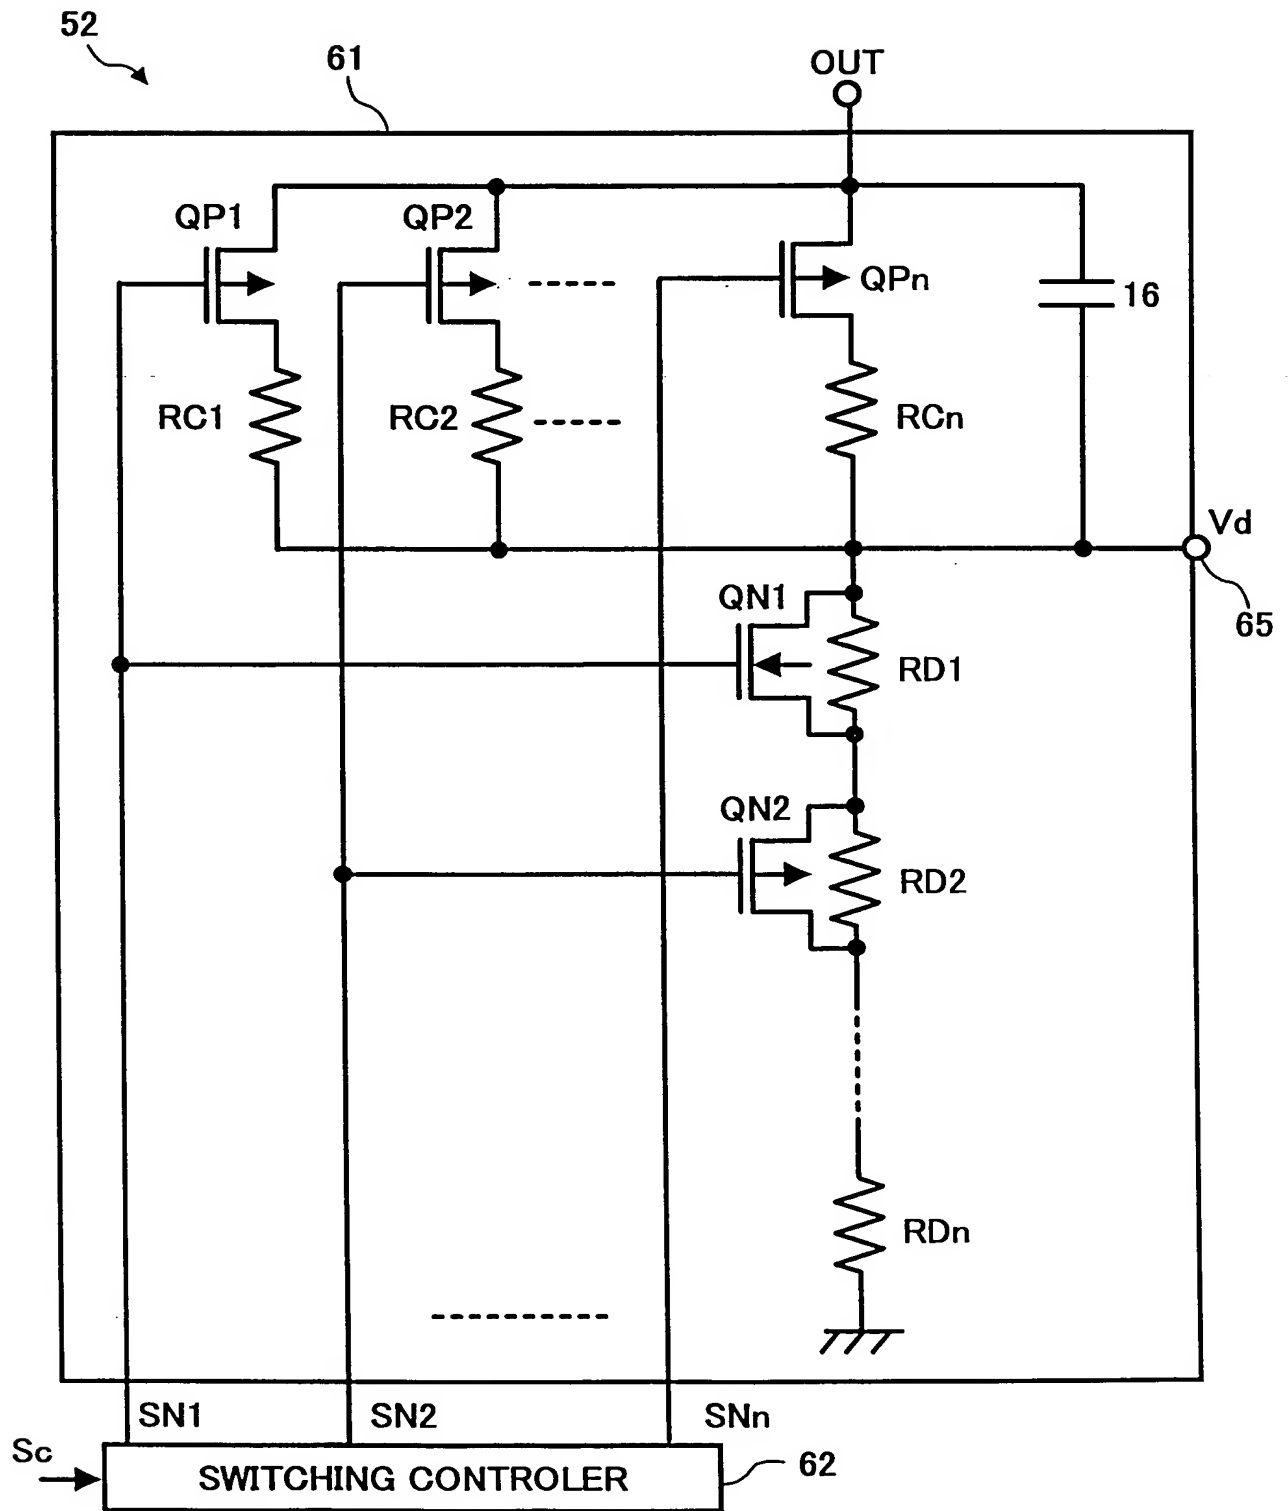 52
61
OUT
QP1
QP2
QPn
16
RC1
RC2
RCn
Vd
65
QN1
RD1
QN2
RD2
RDn
SN1
SN2
SNn
Sc
SWITCHING CONTROLER
62